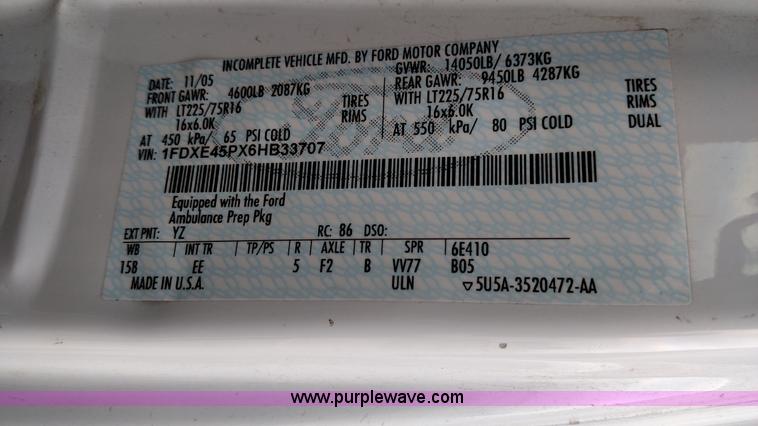 INCOMPLETE VEHICLE MFD. BY FORD MOTOR COMPANY
DATE: 11/05 GVWR: 14050LB/ 6373KG
FRONT GAWR: 4600LB 2087KG REAR GAWR: 9450LB 4287KG
WITH LT225/75R16 TIRES WITH LT225/75R16 TIRES
16x6.0K RIMS 16x6.0K RIMS
AT 450 kPa/ 65 PSI COLD AT 550 kPa/ 80 PSI COLD DUAL
VIN: 1FDXE45PX6HB33707
Ford
Equipped with the Ford
Ambulance Prep Pkg
EXT PNT: YZ RC: 86 DSO:
WB INT TR TP/PS R AXLE TR SPR 6E410
158 EE 5 F2 B VV77 B05
MADE IN U.S.A. ULN ▽5U5A-3520472-AA
www.purplewave.com